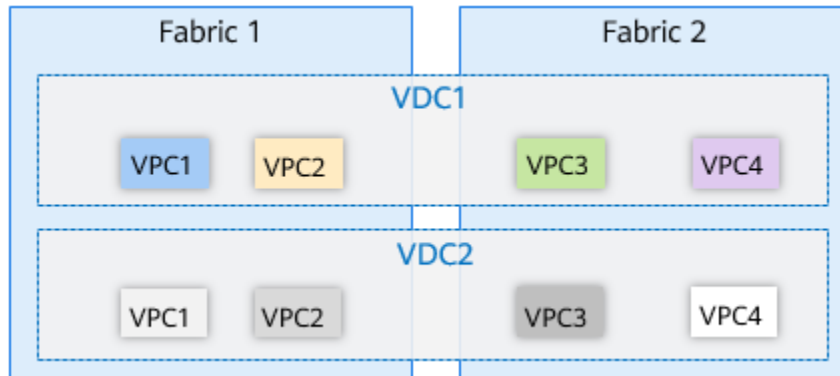 Fabric 1
Fabric 2
VDC1
VPC1
VPC2
VPC3
VPC4
VDC2
VPC1
VPC2
VPC3
VPC4